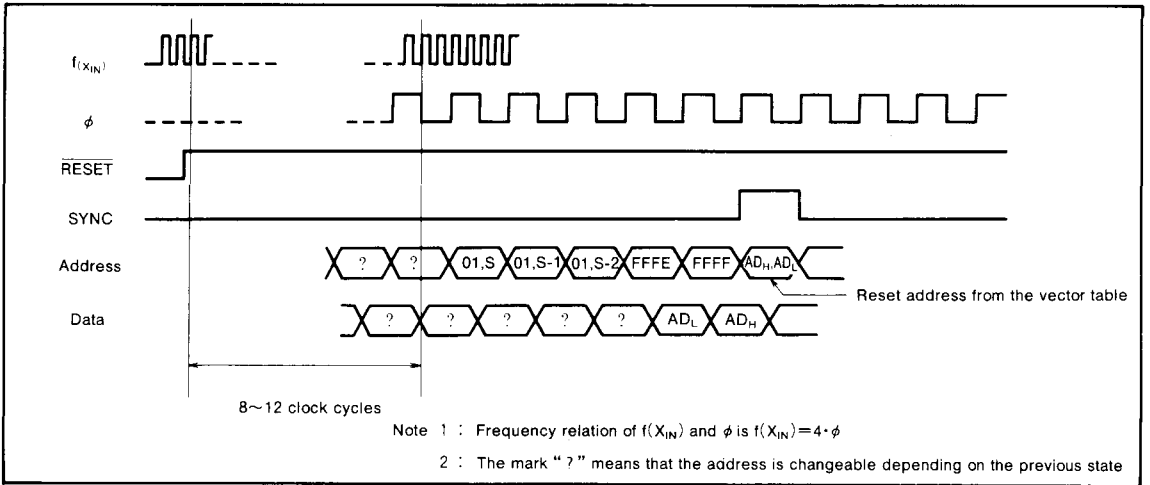 f(XIN)
φ
RESET
SYNC
Address ? ? 01,S 01,S-1 01,S-2 FFFE FFFF ADH,ADL
Reset address from the vector table
Data ? ? ? ? ? ADL ADH
8～12 clock cycles
Note 1 : Frequency relation of f(XIN) and φ is f(XIN)=4·φ
2 : The mark “?” means that the address is changeable depending on the previous state